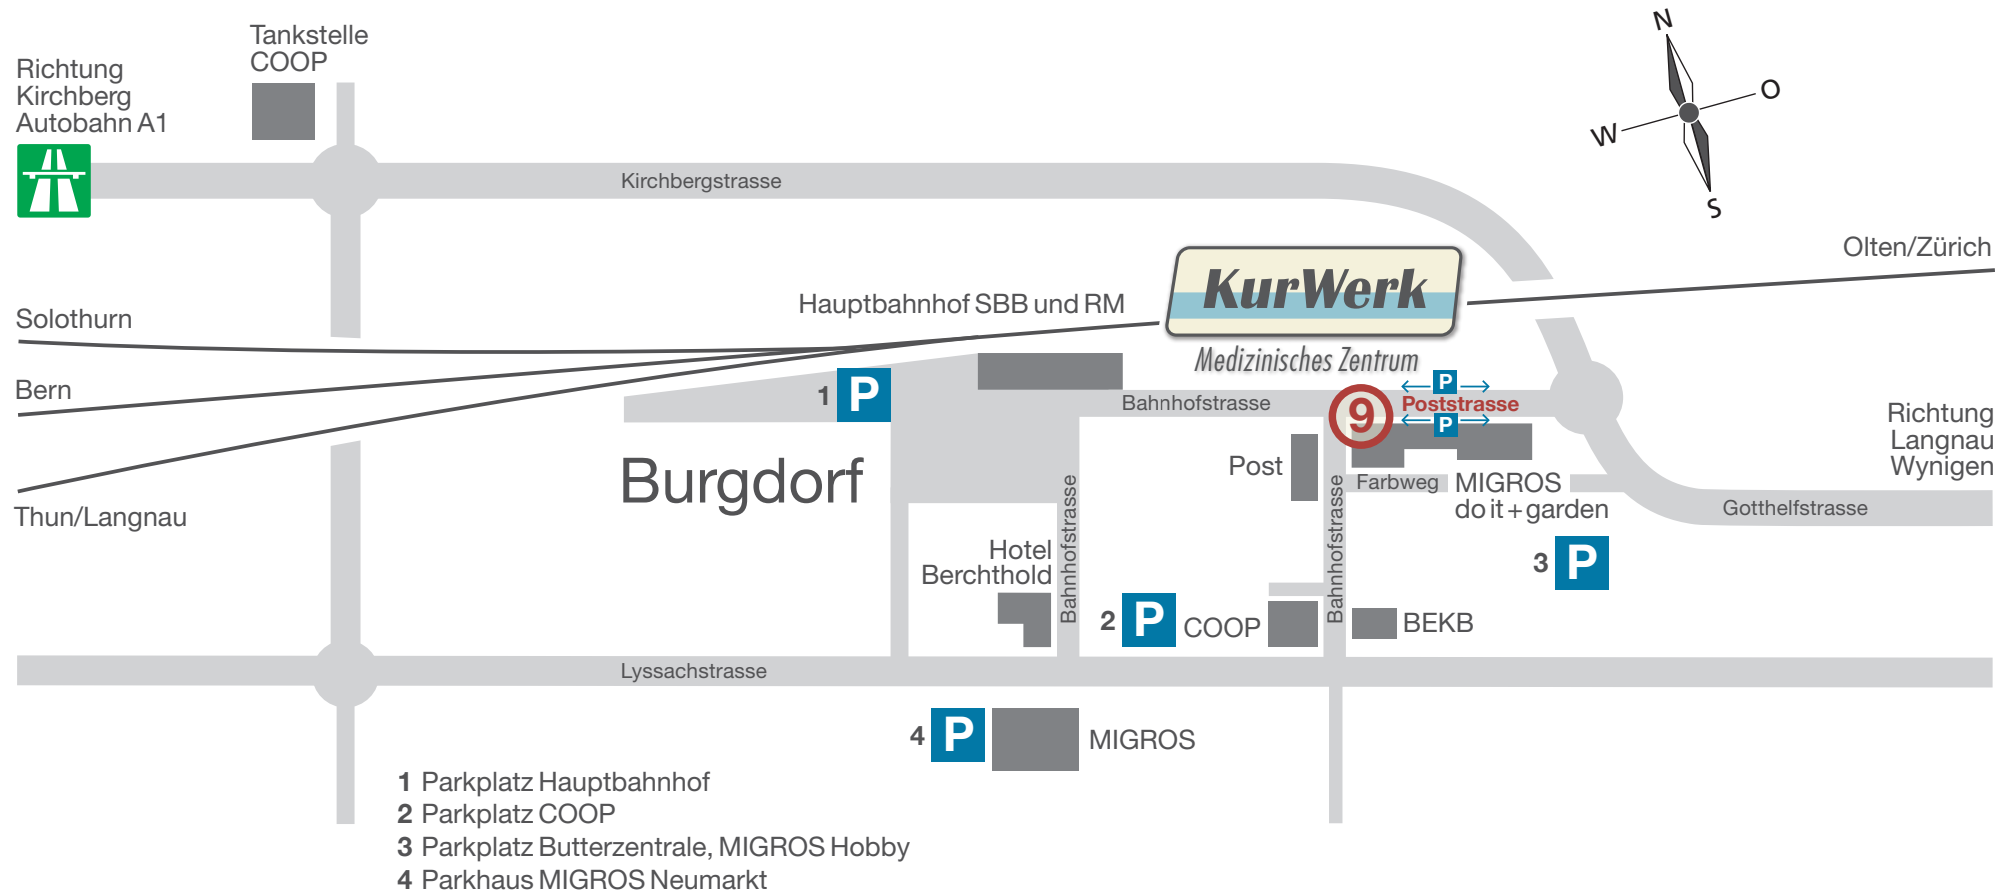 Tankstelle
COOP
Richtung
Kirchberg
Autobahn A1
N
O
W
S
Kirchbergstrasse
Olten/Zürich
KurWerk
Medizinisches Zentrum
Hauptbahnhof SBB und RM
Solothurn
Bern
Thun/Langnau
1 P
Bahnhofstrasse
9
P
Poststrasse
P
Richtung
Langnau
Wynigen
Burgdorf
Post
Farbweg
MIGROS
do it + garden
Gotthelfstrasse
Bahnhofstrasse
Bahnhofstrasse
Hotel
Berchthold
3 P
2 P
COOP
BEKB
Lyssachstrasse
4 P
MIGROS
1 Parkplatz Hauptbahnhof
2 Parkplatz COOP
3 Parkplatz Butterzentrale, MIGROS Hobby
4 Parkhaus MIGROS Neumarkt